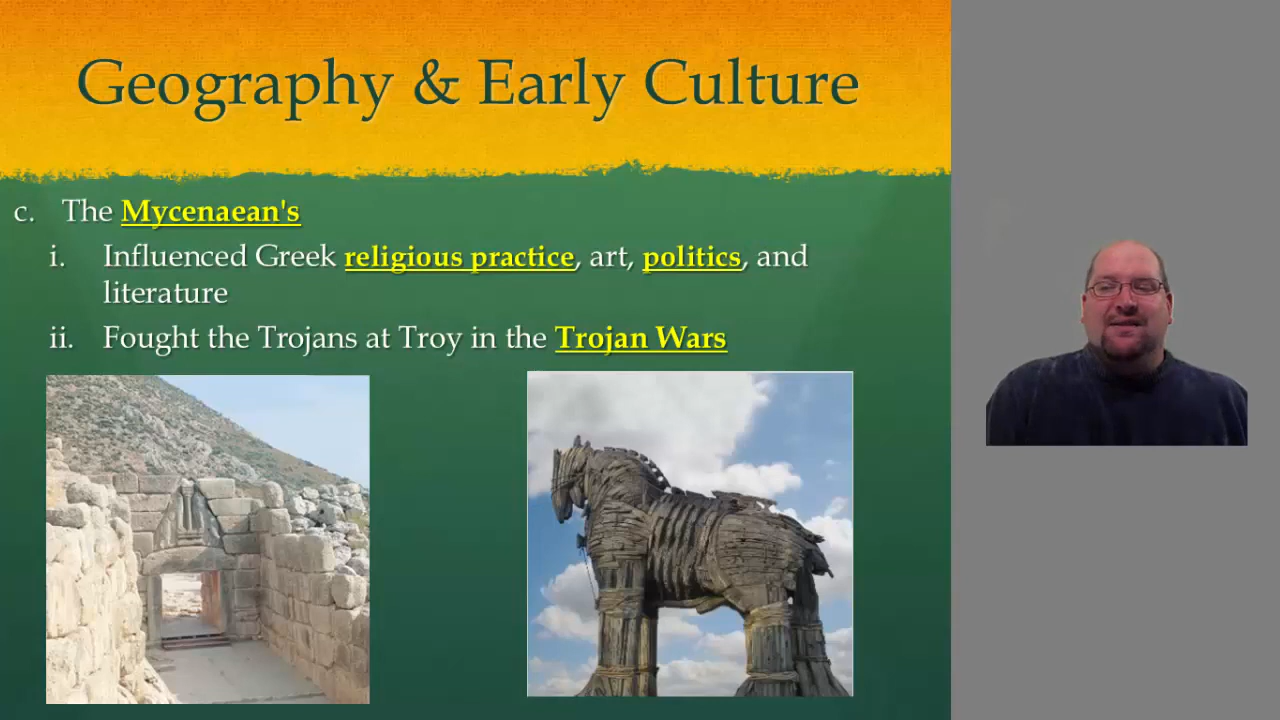 Geography & Early Culture
c. The Mycenaean's
i. Influenced Greek religious practice, art, politics, and
literature
ii. Fought the Trojans at Troy in the Trojan Wars